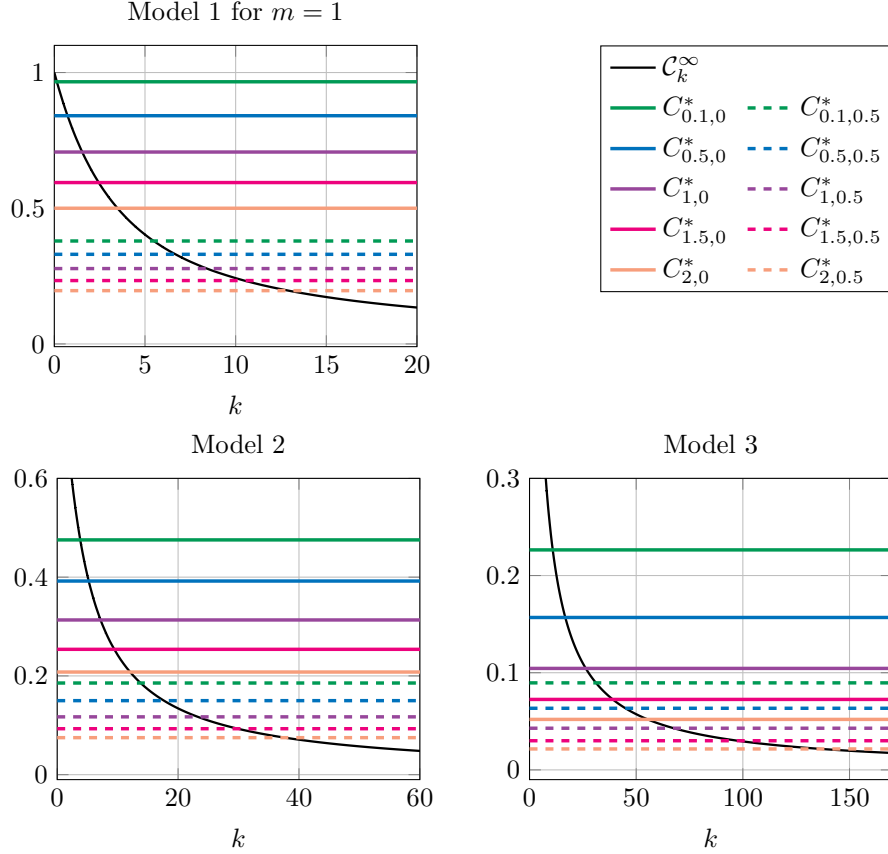 Model 1 for m = 1
1
0.5
0
0 5 10 15 20
k
𝒞_k^∞
C*_{0.1,0} C*_{0.1,0.5}
C*_{0.5,0} C*_{0.5,0.5}
C*_{1,0} C*_{1,0.5}
C*_{1.5,0} C*_{1.5,0.5}
C*_{2,0} C*_{2,0.5}
Model 2
0.6
0.4
0.2
0
0 20 40 60
k
Model 3
0.3
0.2
0.1
0
0 50 100 150
k